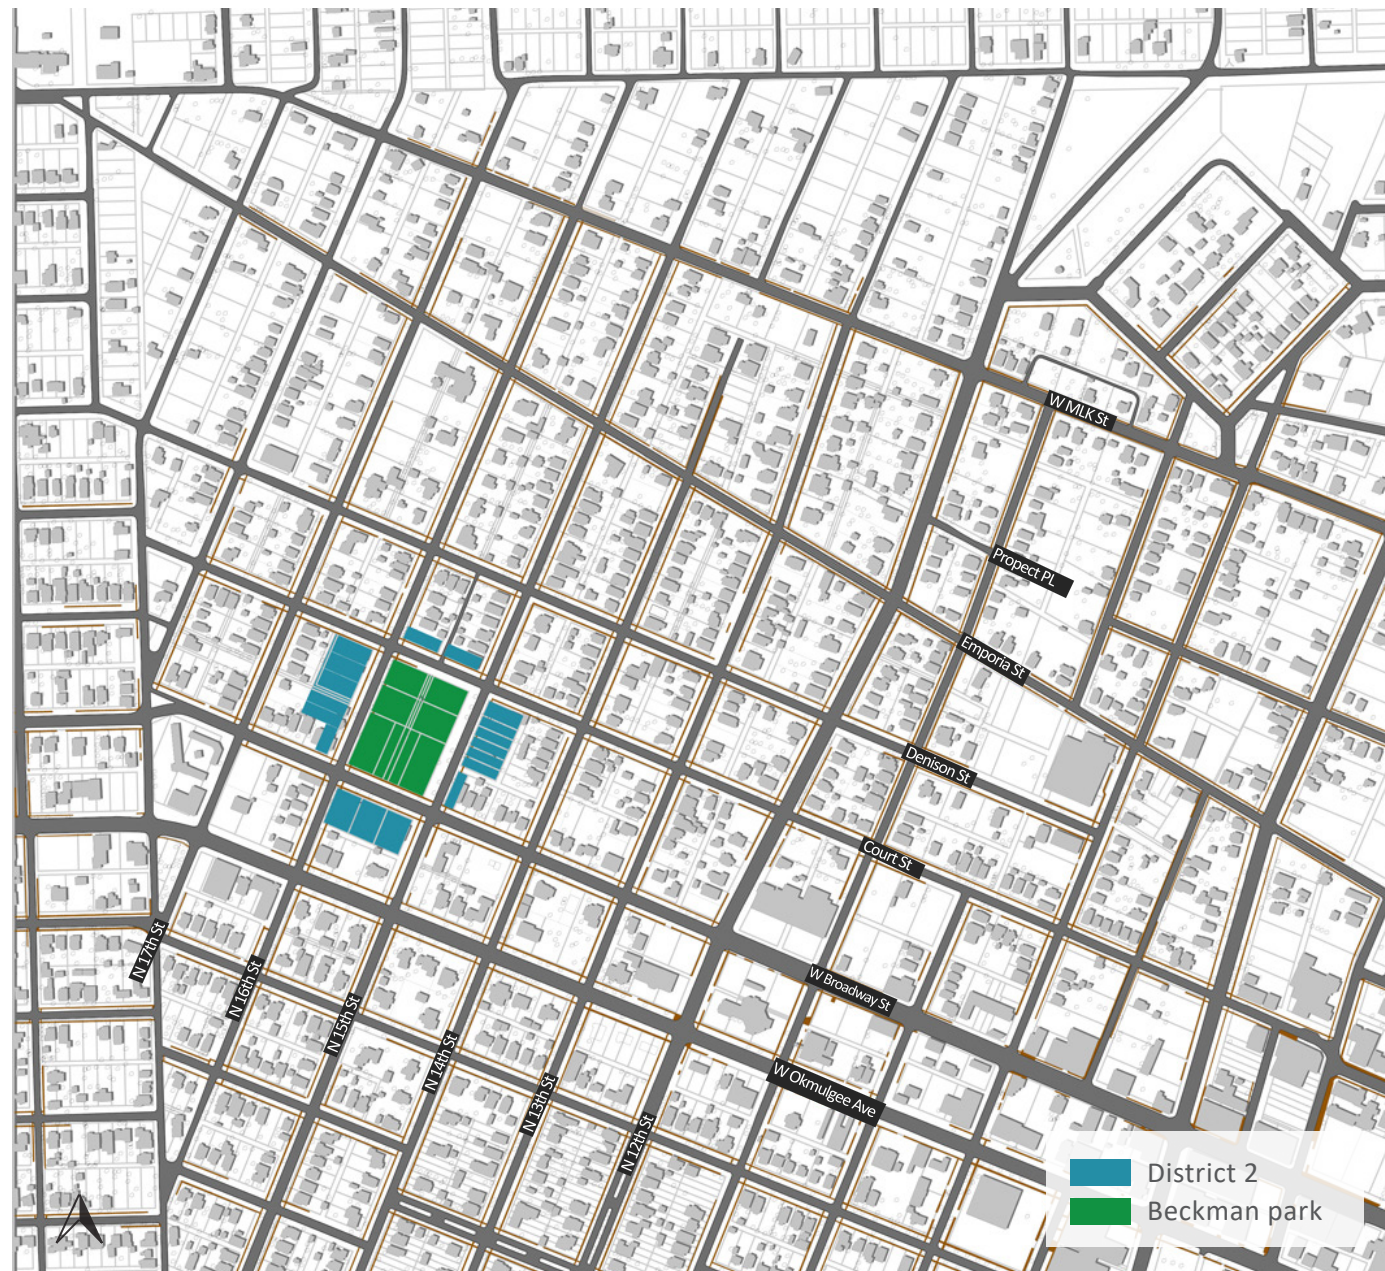 W MLK St
Propect PL
Emporia St
Denison St
Court St
N 17th St
N 16th St
N 15th St
N 14th St
N 13th St
N 12th St
W Broadway St
W Okmulgee Ave
District 2
Beckman park